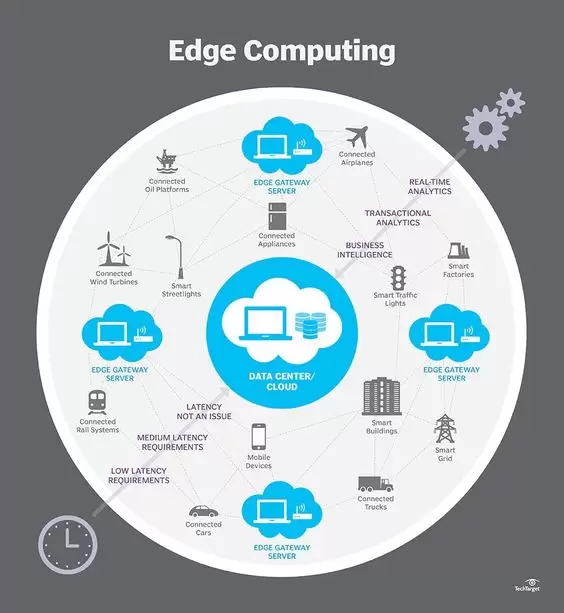 Edge Computing
Connected
Oil Platforms
EDGE GATEWAY
SERVER
Connected
Airplanes
REAL-TIME
ANALYTICS
TRANSACTIONAL
ANALYTICS
BUSINESS
INTELLIGENCE
Connected
Appliances
Connected
Wind Turbines
Smart
Streetlights
Smart Traffic
Lights
Smart
Factories
EDGE GATEWAY
SERVER
DATA CENTER/
CLOUD
EDGE GATEWAY
SERVER
Connected
Rail Systems
LATENCY
NOT AN ISSUE
MEDIUM LATENCY
REQUIREMENTS
LOW LATENCY
REQUIREMENTS
Mobile
Devices
Smart
Buildings
Smart
Grid
Connected
Cars
EDGE GATEWAY
SERVER
Connected
Trucks
TechTarget